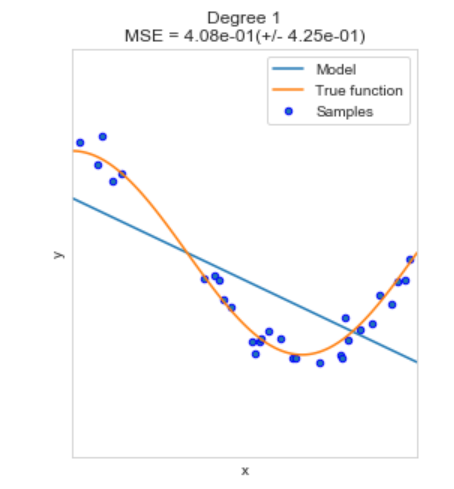 Degree 1
MSE = 4.08e-01(+/- 4.25e-01)
Model
True function
Samples
y
x